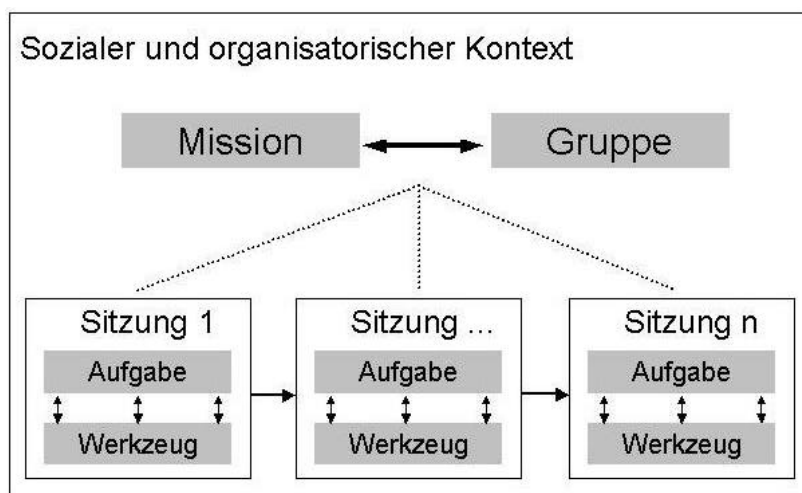 Sozialer und organisatorischer Kontext
Mission Gruppe
Sitzung 1 Sitzung ... Sitzung n
Aufgabe Aufgabe Aufgabe
Werkzeug Werkzeug Werkzeug